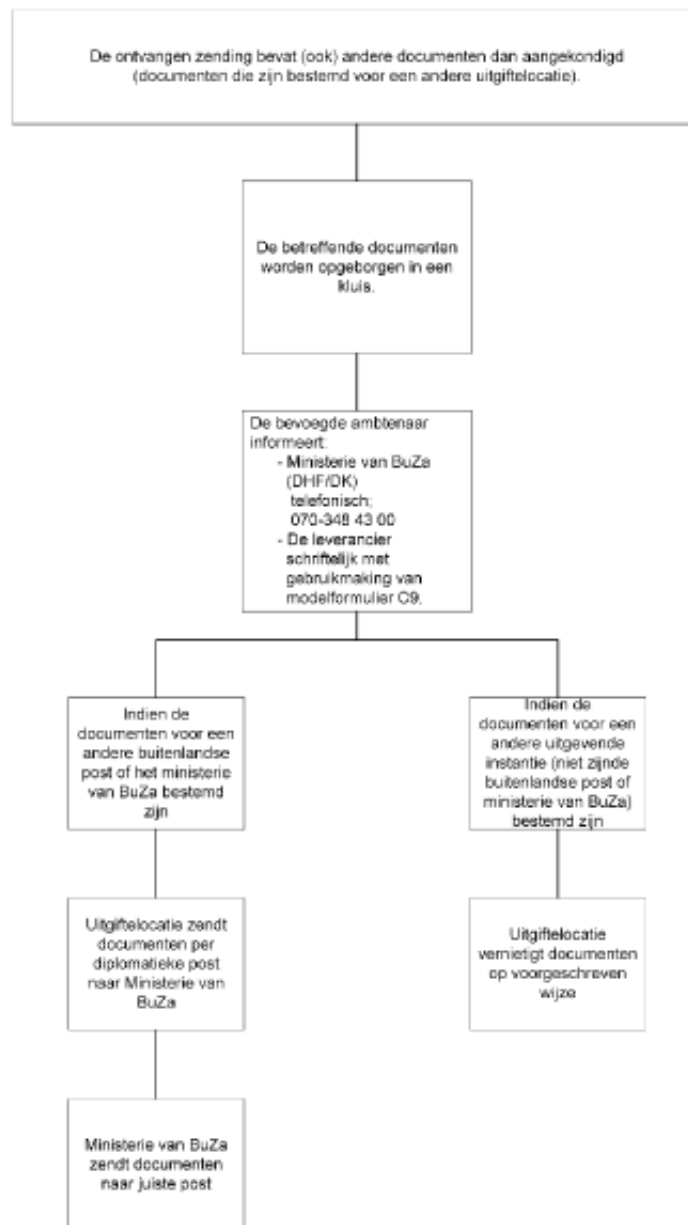 De ontvangen zending bevat (ook) andere documenten dan aangekondigd
(documenten die zijn bestemd voor een andere uitgiftelocatie).
De betreffende documenten
worden opgeborgen in een
kluis.
De bevoegde ambtenaar
informeert:
- Ministerie van BuZa
(DHF/DK)
telefonisch;
070-348 43 00
- De leverancier
schriftelijk met
gebruikmaking van
modelformulier C9.
Indien de
documenten voor een
andere buitenlandse
post of het ministerie
van BuZa bestemd
zijn
Indien de
documenten voor een
andere uitgevende
instantie (niet zijnde
buitenlandse post of
ministerie van BuZa)
bestemd zijn
Uitgiftelocatie zendt
documenten per
diplomatieke post
naar Ministerie van
BuZa
Uitgiftelocatie
vernietigt documenten
op voorgeschreven
wijze
Ministerie van BuZa
zendt documenten
naar juiste post